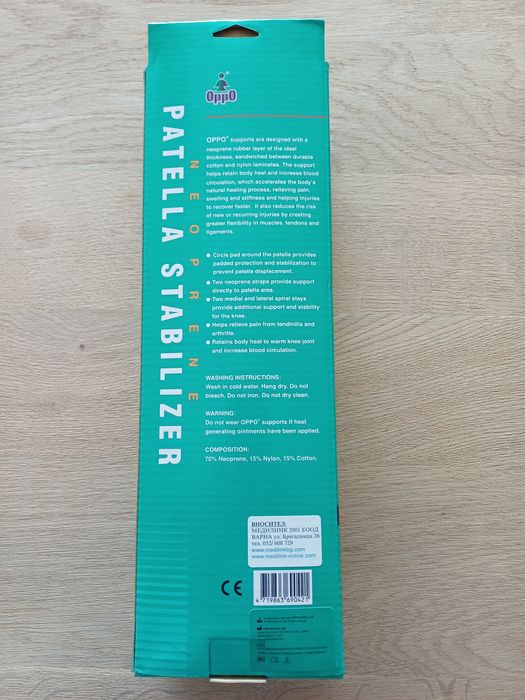 OppO
PATELLA STABILIZER
NEOPRENE
OPPO® supports are designed with a
neoprene rubber layer of the ideal
thickness, sandwiched between durable
cotton and nylon laminates. The support
helps retain body heat and increase blood
circulation, which accelerates the body's
natural healing process, relieving pain,
swelling and stiffness and helping injuries
to recover faster. It also reduces the risk
of new or recurring injuries by creating
greater flexibility in muscles, tendons and
ligaments.
● Circle pad around the patella provides
padded protection and stabilization to
prevent patella displacement.
● Two neoprene straps provide support
directly to patella area.
● Two medial and lateral spiral stays
provide additional support and stability
for the knee.
● Helps relieve pain from tendinitis and
arthritis.
● Retains body heat to warm knee joint
and increase blood circulation.
WASHING INSTRUCTIONS:
Wash in cold water. Hang dry. Do not
bleach. Do not iron. Do not dry clean.
WARNING:
Do not wear OPPO® supports if heat
generating ointments have been applied.
COMPOSITION:
70% Neoprene, 15% Nylon, 15% Cotton.
ВНОСИТЕЛ:
МЕДИЛИНК 2001 ЕООД
ВАРНА ул. Брегалница 26
тел. 052/ 608 729
www.medilinkbg.com
www.medilink-online.com
CE
4 719863 690421